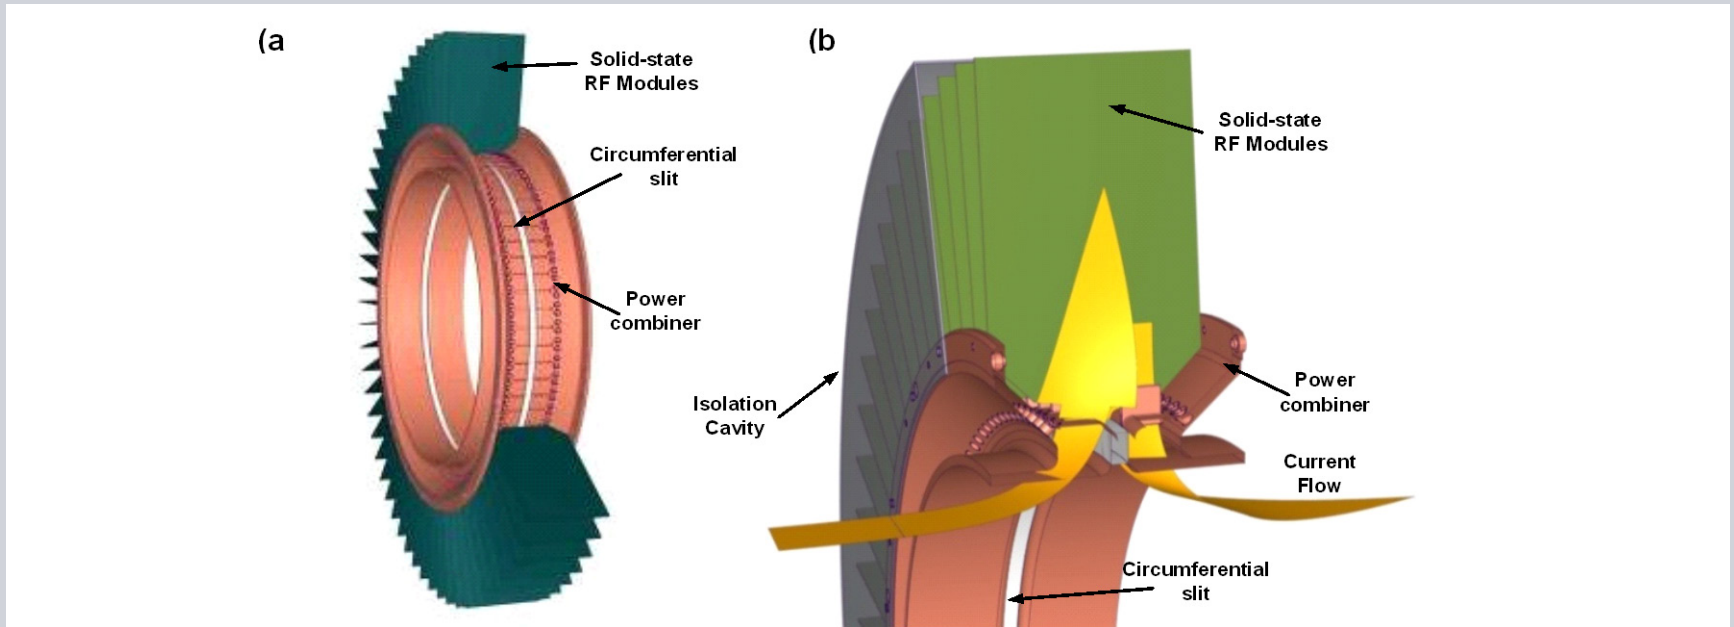 (a
Solid-state
RF Modules
Circumferential
slit
Power
combiner
(b
Solid-state
RF Modules
Isolation
Cavity
Power
combiner
Current
Flow
Circumferential
slit